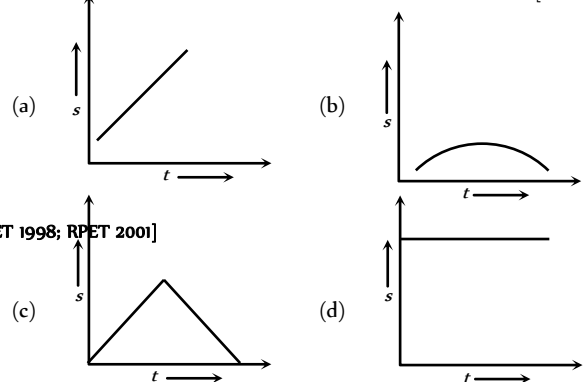 [
(a) s (b) s
t t
ET 1998; RPET 2001]
(c) s (d) s
t t